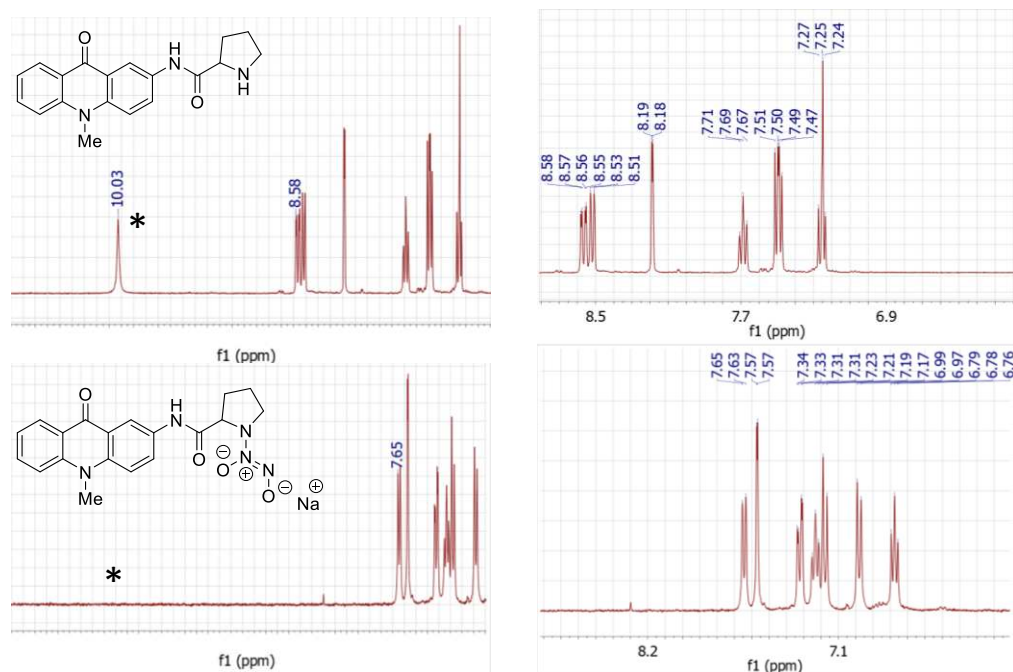 O
H
N
O
N
H
N
Me
10.03
*
8.58
f1 (ppm)
8.58
8.57
8.56
8.55
8.53
8.51
8.19
8.18
7.71
7.69
7.67
7.51
7.50
7.49
7.47
7.27
7.25
7.24
8.5 7.7 6.9
f1 (ppm)
O
H
N
O
N
N
Me
⊖
O
N
⊕
N
O
⊖
⊕
Na
7.65
*
f1 (ppm)
7.65
7.63
7.57
7.57
7.34
7.33
7.31
7.31
7.23
7.21
7.19
7.17
6.99
6.97
6.79
6.78
6.76
8.2 7.1
f1 (ppm)